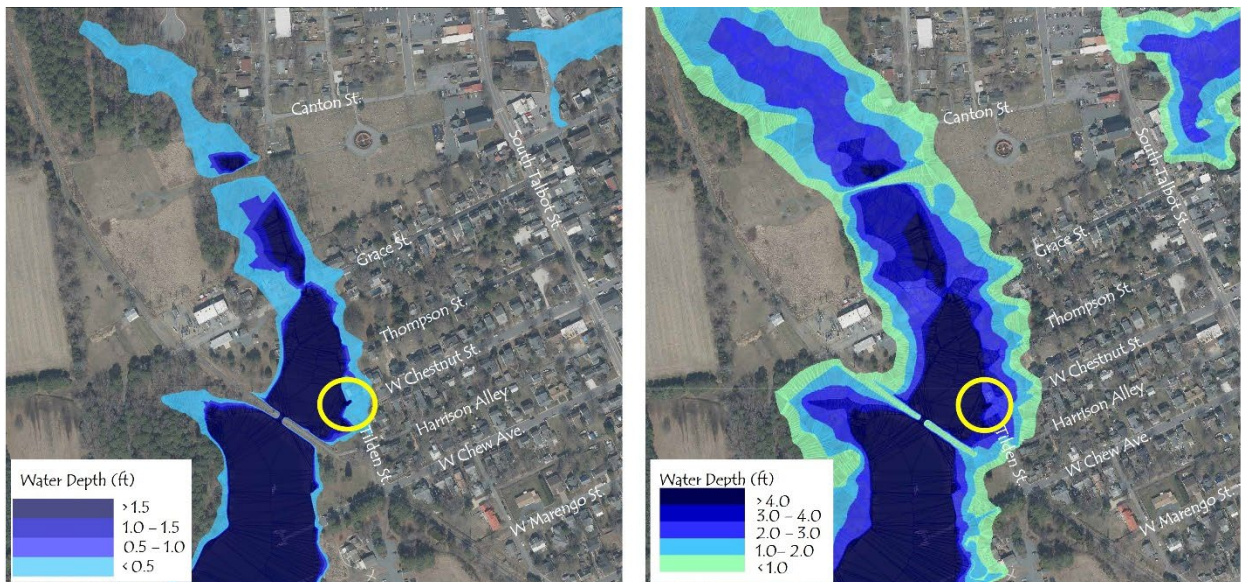 Canton St.
South Talbot St.
Grace St.
Thompson St.
W Chestnut St.
Harrison Alley
Tilden St.
W Chew Ave.
W Marengo St.
Water Depth (ft)
> 1.5
1.0 – 1.5
0.5 – 1.0
< 0.5
Canton St.
South Talbot St.
Grace St.
Thompson St.
W Chestnut St.
Harrison Alley
Tilden St.
W Chew Ave.
W Marengo St.
Water Depth (ft)
> 4.0
3.0 – 4.0
2.0 – 3.0
1.0– 2.0
< 1.0